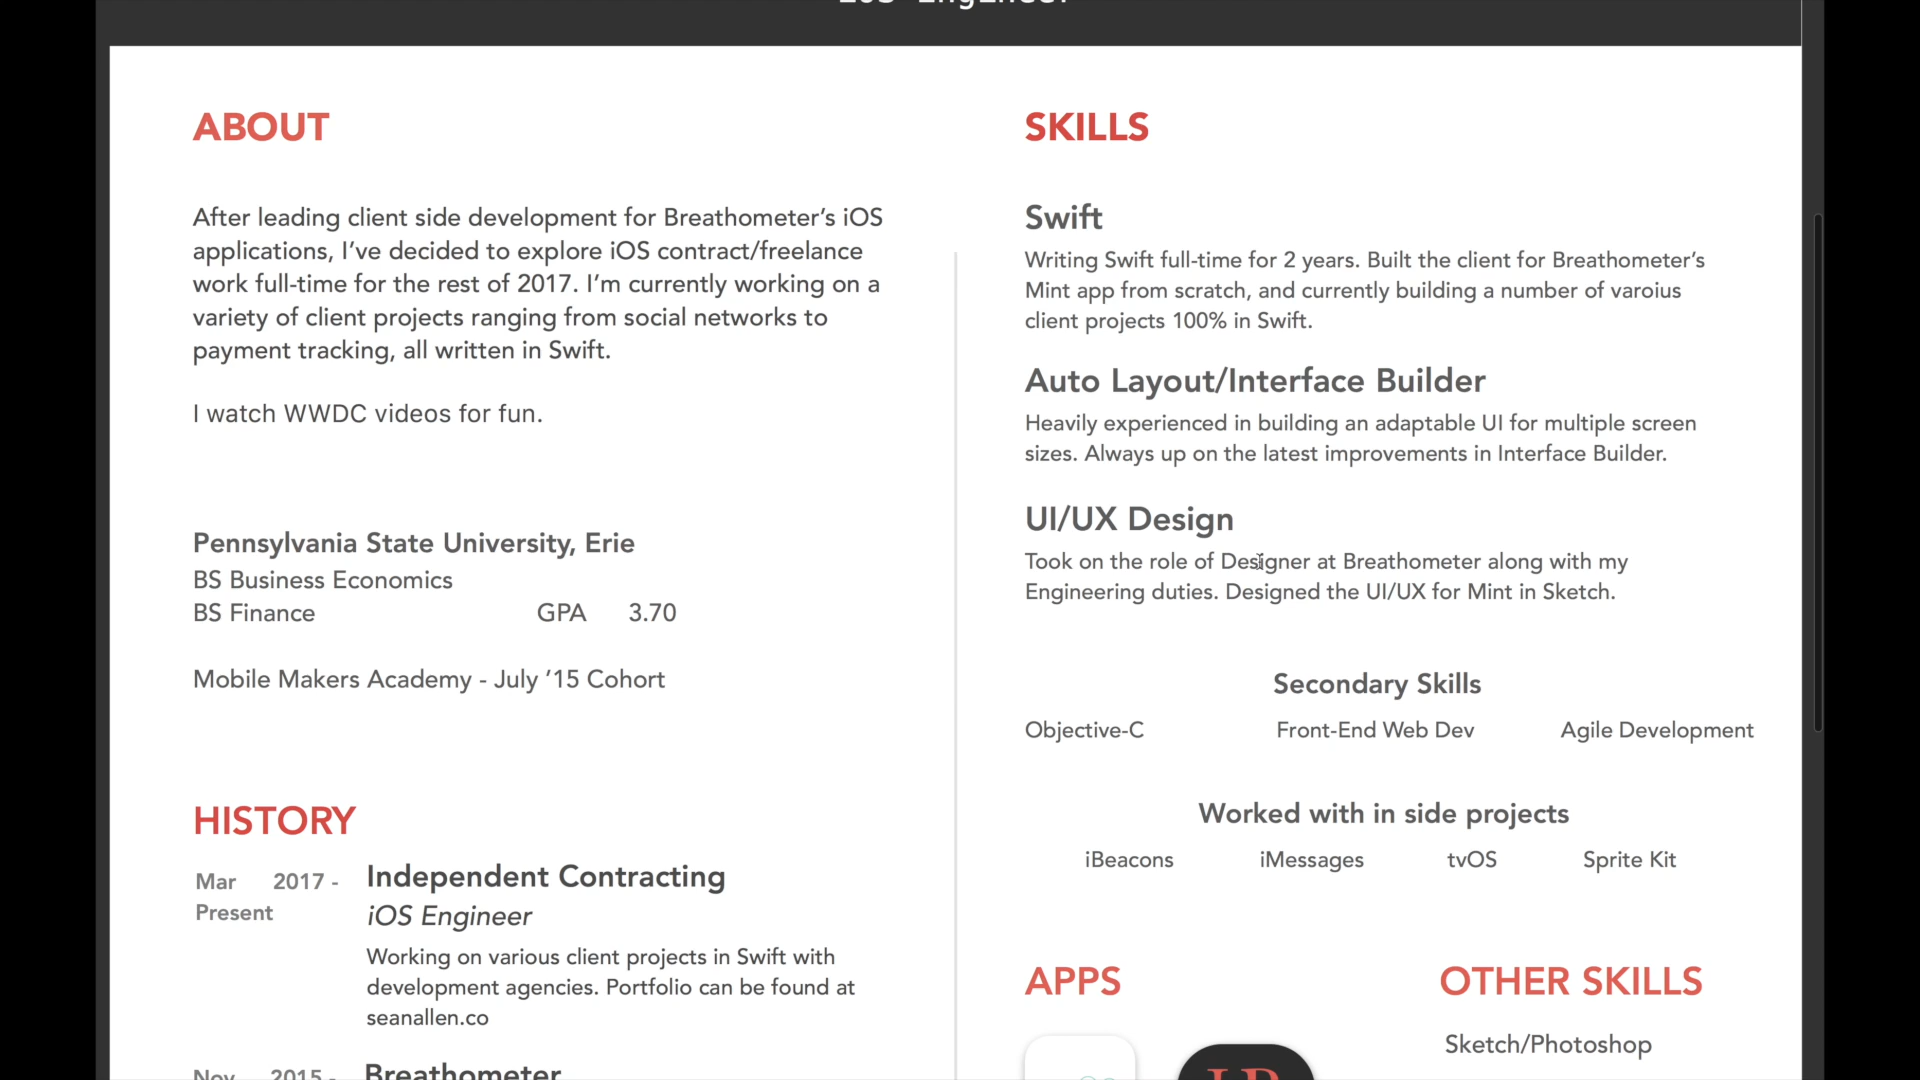 iOS Engineer
ABOUT
After leading client side development for Breathometer’s iOS
applications, I’ve decided to explore iOS contract/freelance
work full-time for the rest of 2017. I’m currently working on a
variety of client projects ranging from social networks to
payment tracking, all written in Swift.
I watch WWDC videos for fun.
Pennsylvania State University, Erie
BS Business Economics
BS Finance GPA 3.70
Mobile Makers Academy - July ’15 Cohort
HISTORY
Mar 2017 -
Present
Independent Contracting
iOS Engineer
Working on various client projects in Swift with
development agencies. Portfolio can be found at
seanallen.co
Nov 2015 -
Breathometer
SKILLS
Swift
Writing Swift full-time for 2 years. Built the client for Breathometer’s
Mint app from scratch, and currently building a number of varoius
client projects 100% in Swift.
Auto Layout/Interface Builder
Heavily experienced in building an adaptable UI for multiple screen
sizes. Always up on the latest improvements in Interface Builder.
UI/UX Design
Took on the role of Designer at Breathometer along with my
Engineering duties. Designed the UI/UX for Mint in Sketch.
Secondary Skills
Objective-C Front-End Web Dev Agile Development
Worked with in side projects
iBeacons iMessages tvOS Sprite Kit
APPS
OTHER SKILLS
Sketch/Photoshop